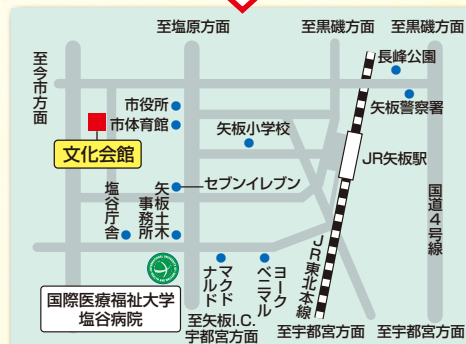 至塩原方面
至黒磯方面
至黒磯方面
至今市方面
長峰公園
市役所
矢板警察署
市体育館
矢板小学校
文化会館
JR矢板駅
セブンイレブン
塩谷庁舎
矢板土木
事務所
国道4号線
JR東北本線
国際医療福祉大学
塩谷病院
マクド
ナルド
ヨーク
ベニマル
至矢板I.C.
宇都宮方面
至宇都宮方面
至宇都宮方面